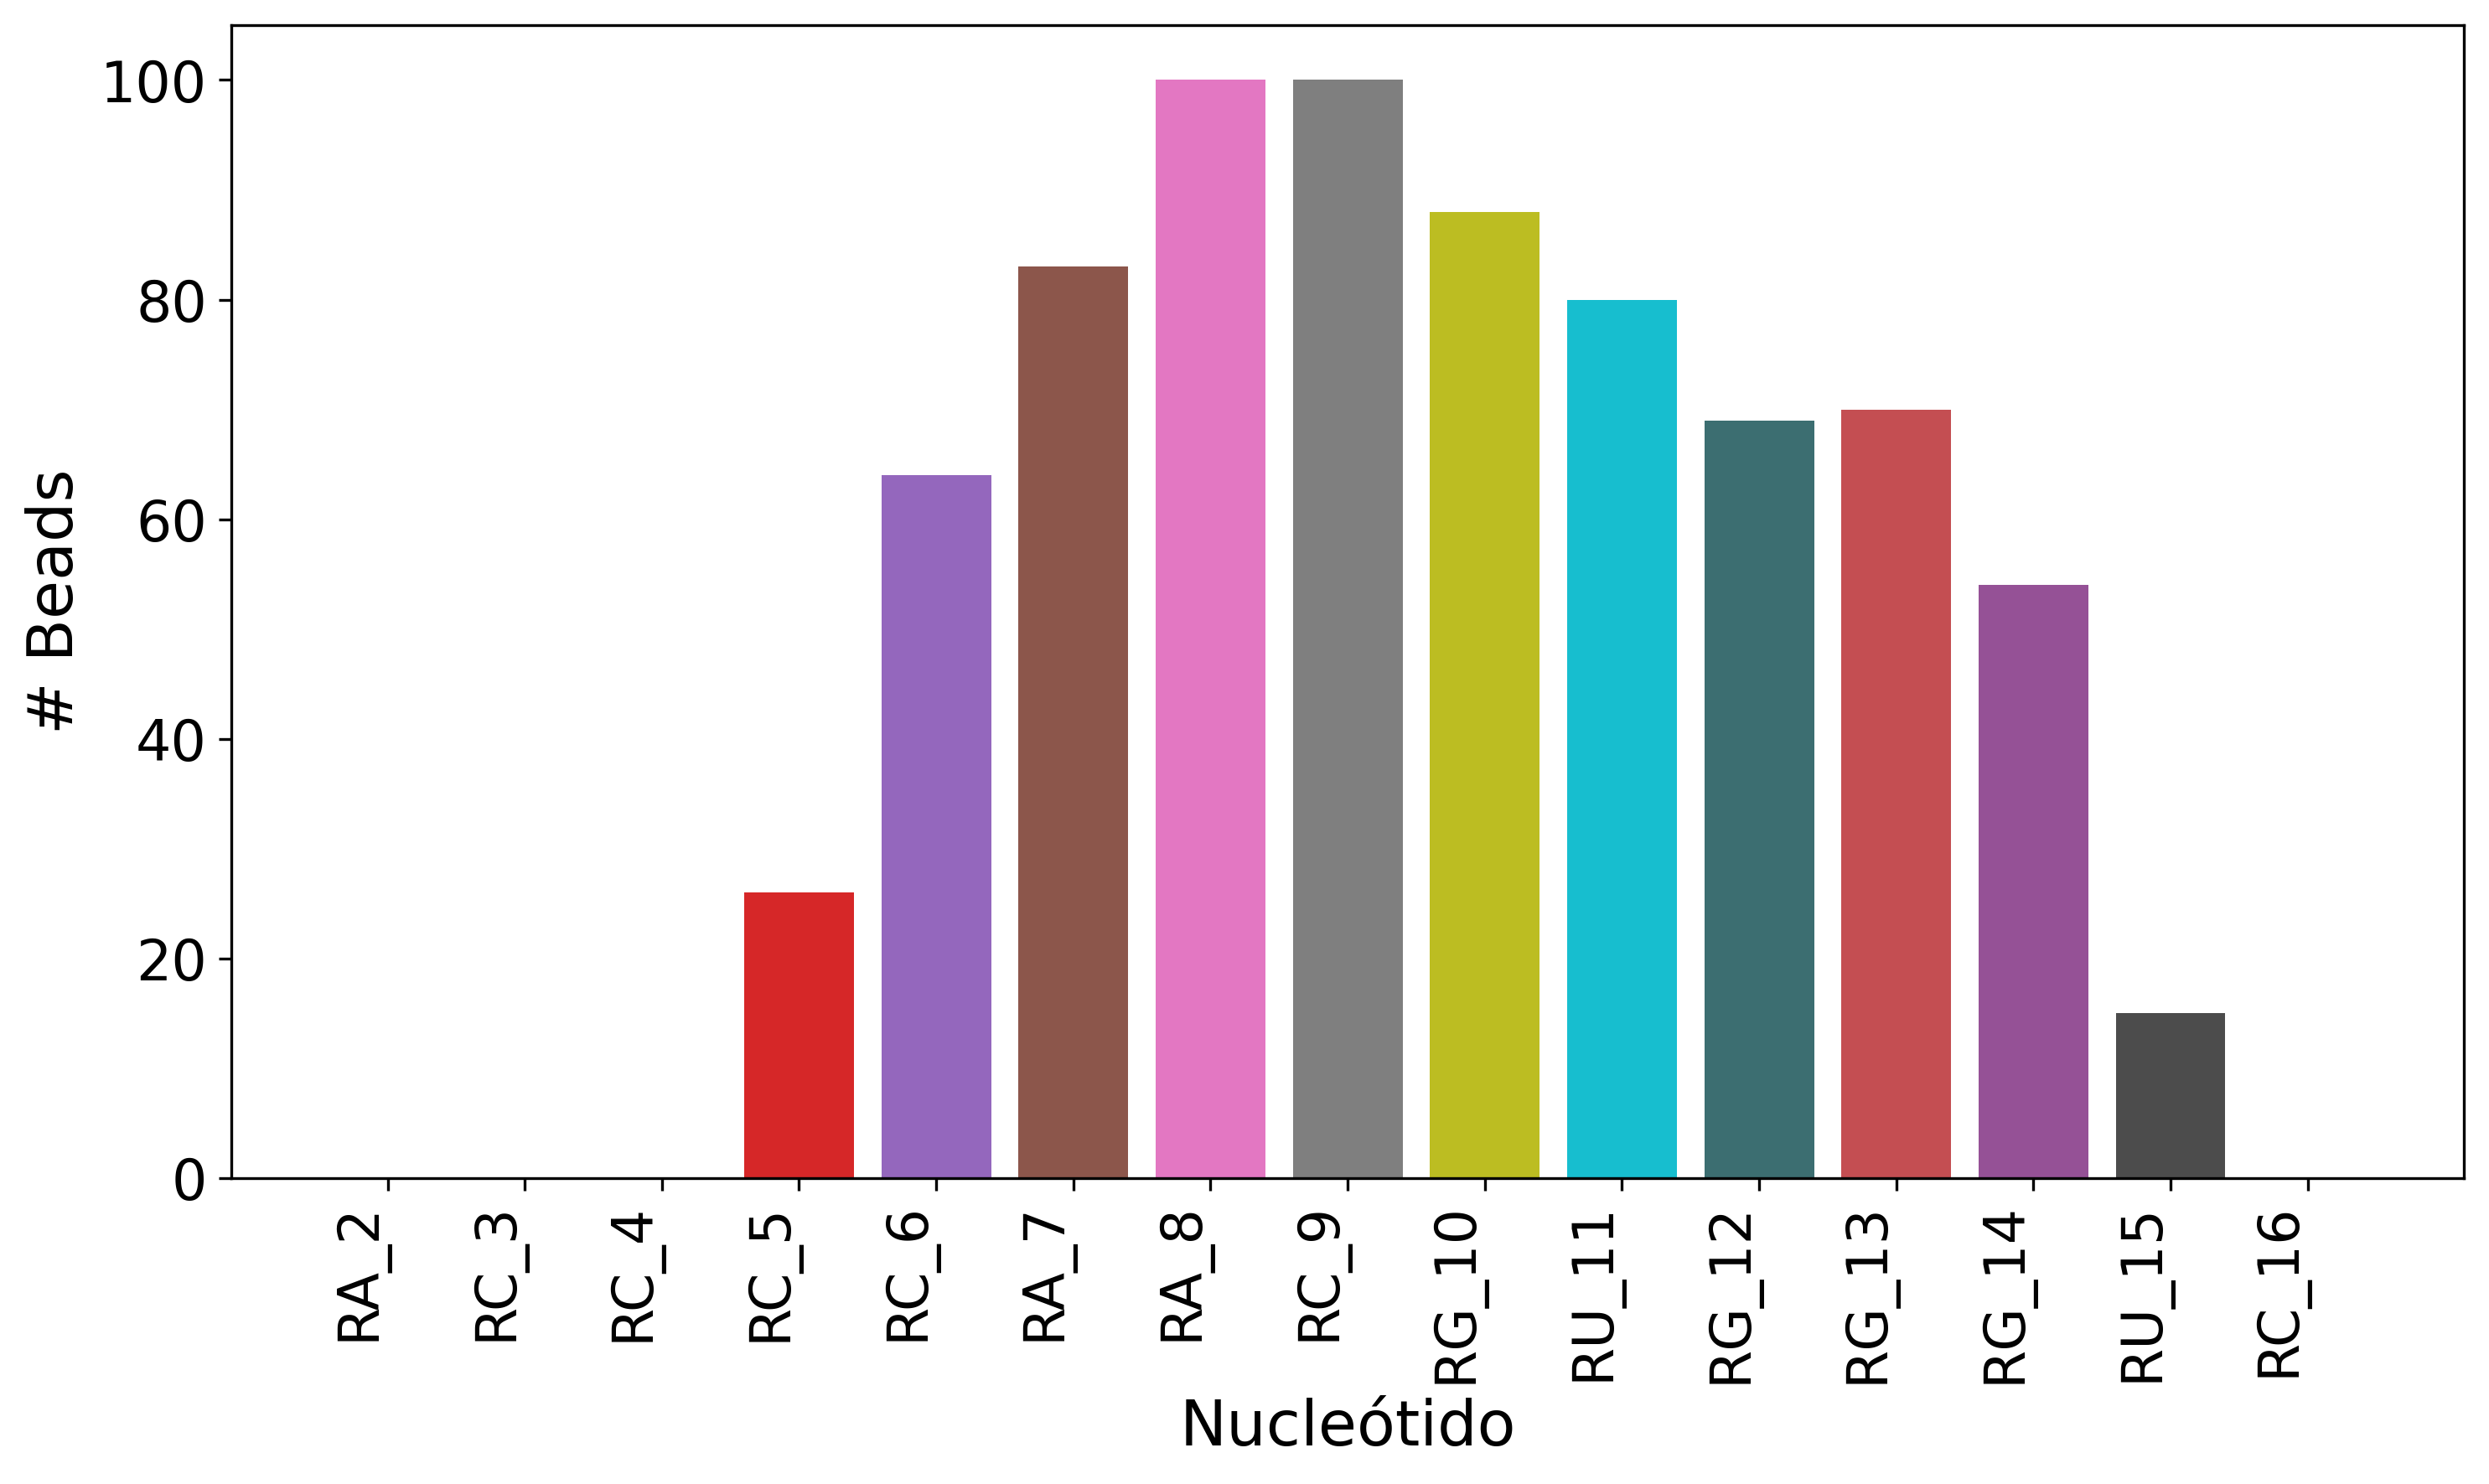 100
80
60
40
20
0
# Beads
RA_2
RC_3
RC_4
RC_5
RC_6
RA_7
RA_8
RC_9
RG_10
RU_11
RG_12
RG_13
RG_14
RU_15
RC_16
Nucleótido